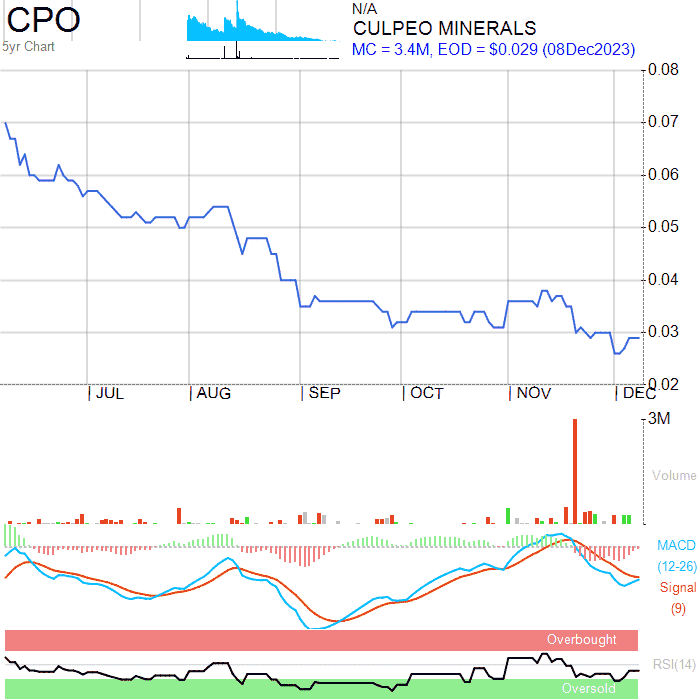 CPO
5yr Chart
N/A
CULPEO MINERALS
MC = 3.4M, EOD = $0.029 (08Dec2023)
0.08
0.07
0.06
0.05
0.04
0.03
0.02
JUL AUG SEP OCT NOV DEC
3M
Volume
MACD
(12-26)
Signal
(9)
Overbought
RSI(14)
Oversold